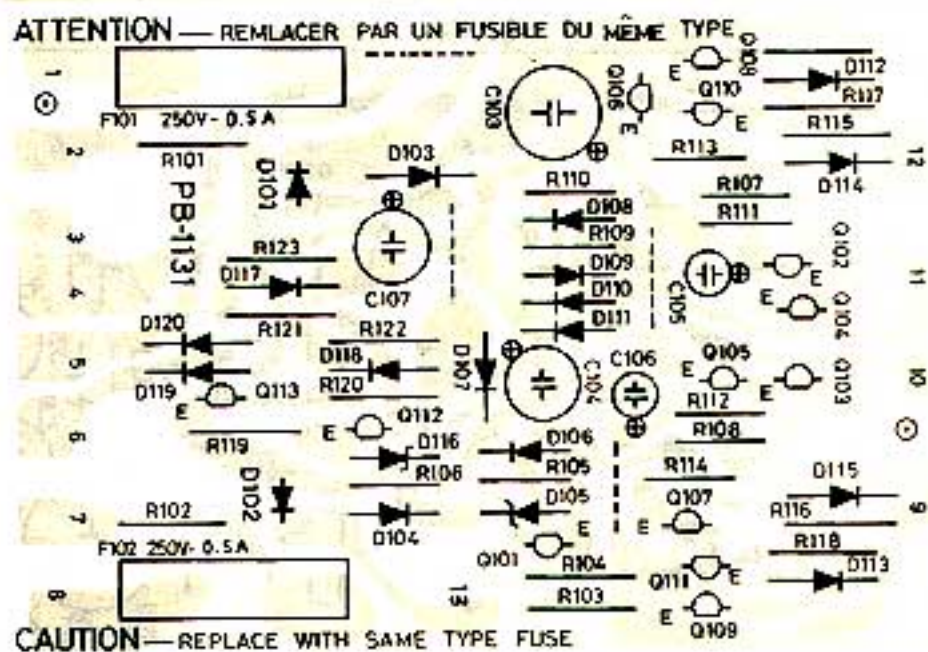 ATTENTION — REMLACER PAR UN FUSIBLE DU MÊME TYPE
1
F101 250V- 0.5A
2
R101
D101
PB-1131
D103
C103
Q106
E
E
Q108
Q110
E
D112
R117
R115
R113
12
D114
R110
D108
R109
D109
D110
D111
R107
R111
3
R123
D117
4
R121
C107
C105
Q102
E
E
Q104
11
D120
5
D119
E
Q113
R122
D118
R120
D107
C104
C106
Q105
E
E
Q103
10
R112
R108
6
R119
E
Q112
D116
R106
D106
R105
R114
D102
7
R102
D104
D105
E
Q101
Q107
E
D115
R116
9
F102 250V- 0.5A
8
13
R104
R103
Q111
E
E
Q109
R118
D113
CAUTION — REPLACE WITH SAME TYPE FUSE